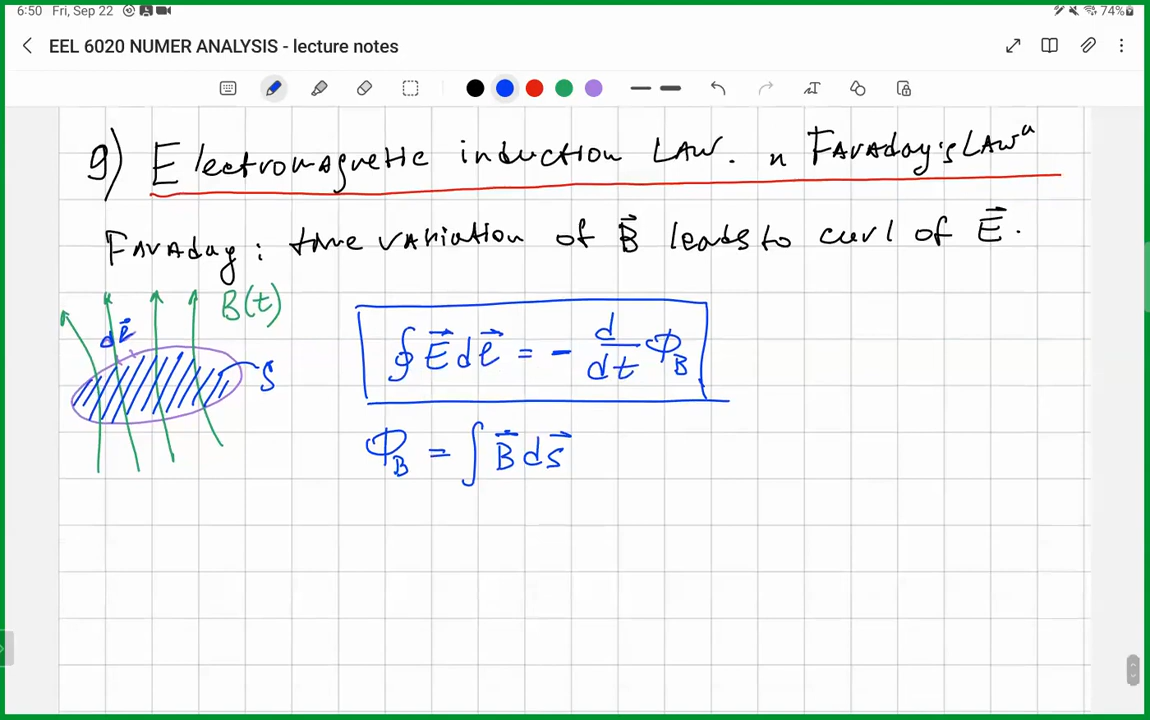 6:50 Fri, Sep 22 74%
EEL 6020 NUMER ANALYSIS - lecture notes
9) Electromagnetic induction LAW. „ FARADAY's LAW“
FARADAY: time variation of B⃗ leads to curl of E⃗.
B(t)
dℓ⃗
S
∮ E⃗ dℓ⃗ = - d/dt Φ_B
Φ_B = ∫ B⃗ ds⃗